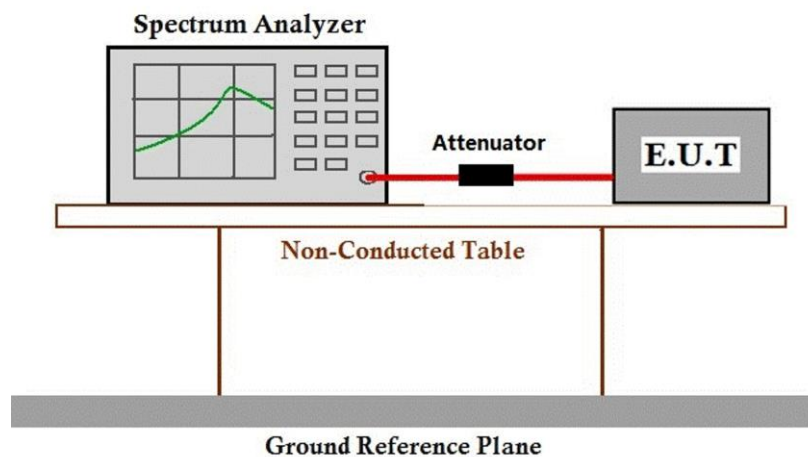 Spectrum Analyzer
Attenuator
E.U.T
Non-Conducted Table
Ground Reference Plane